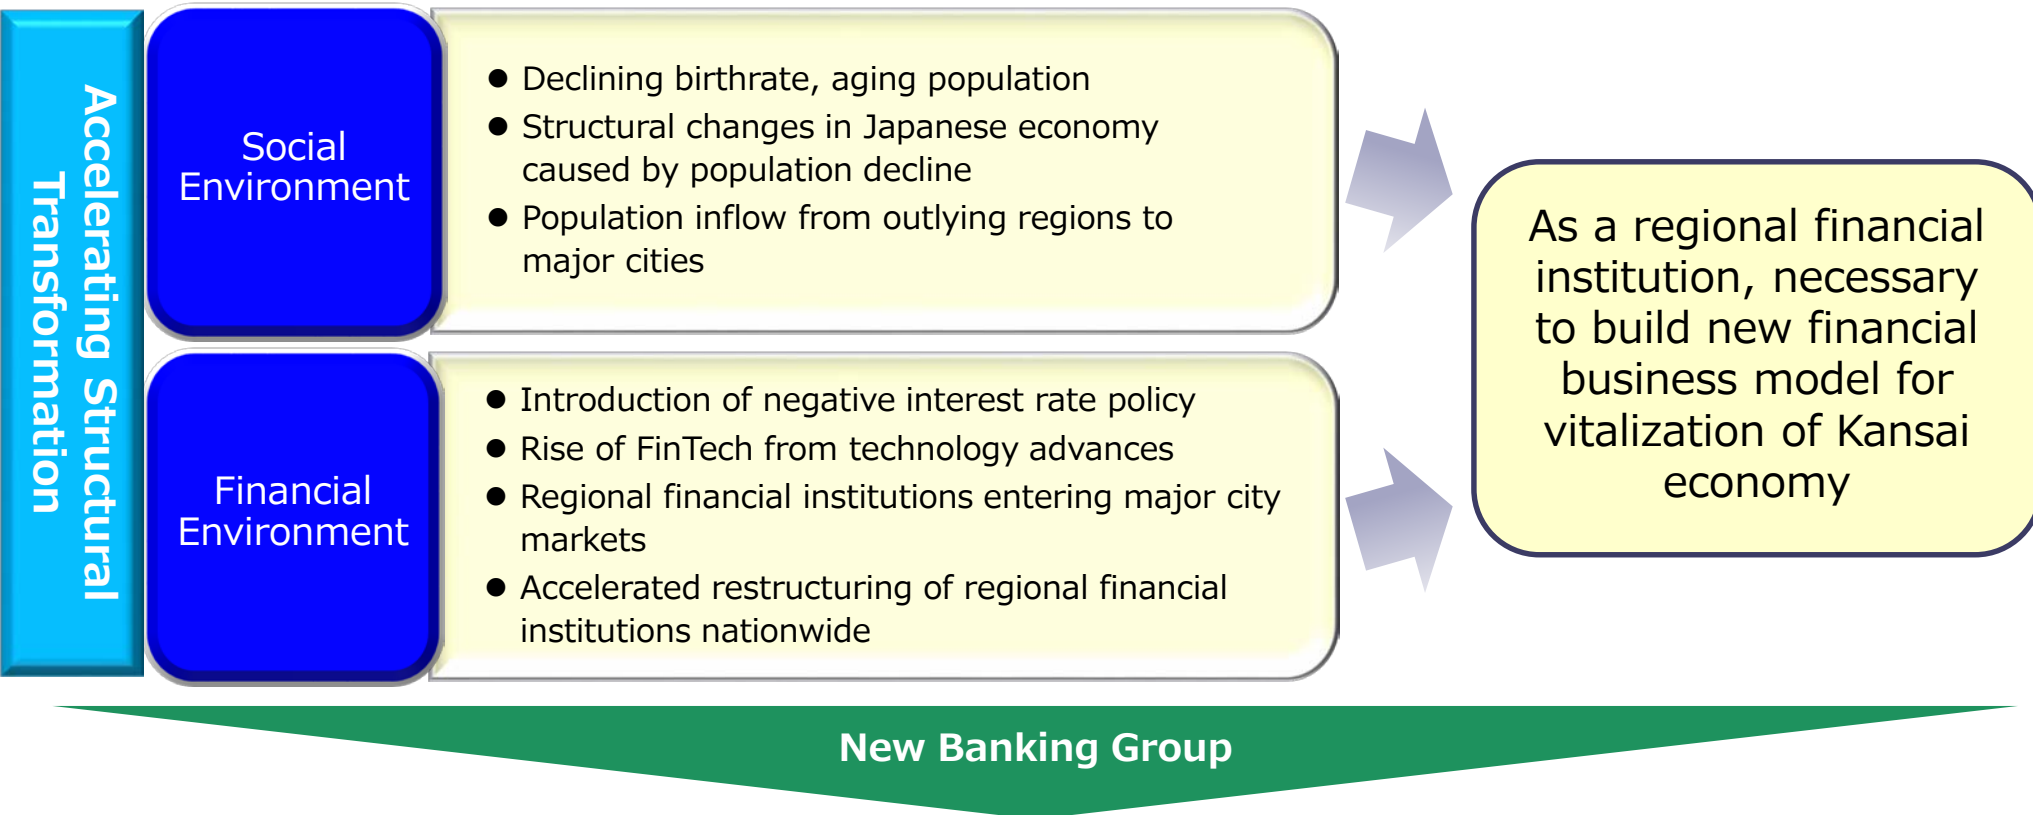 Accelerating Structural
Transformation
Social
Environment
● Declining birthrate, aging population
● Structural changes in Japanese economy
caused by population decline
● Population inflow from outlying regions to
major cities
Financial
Environment
● Introduction of negative interest rate policy
● Rise of FinTech from technology advances
● Regional financial institutions entering major city
markets
● Accelerated restructuring of regional financial
institutions nationwide
As a regional financial
institution, necessary
to build new financial
business model for
vitalization of Kansai
economy
New Banking Group